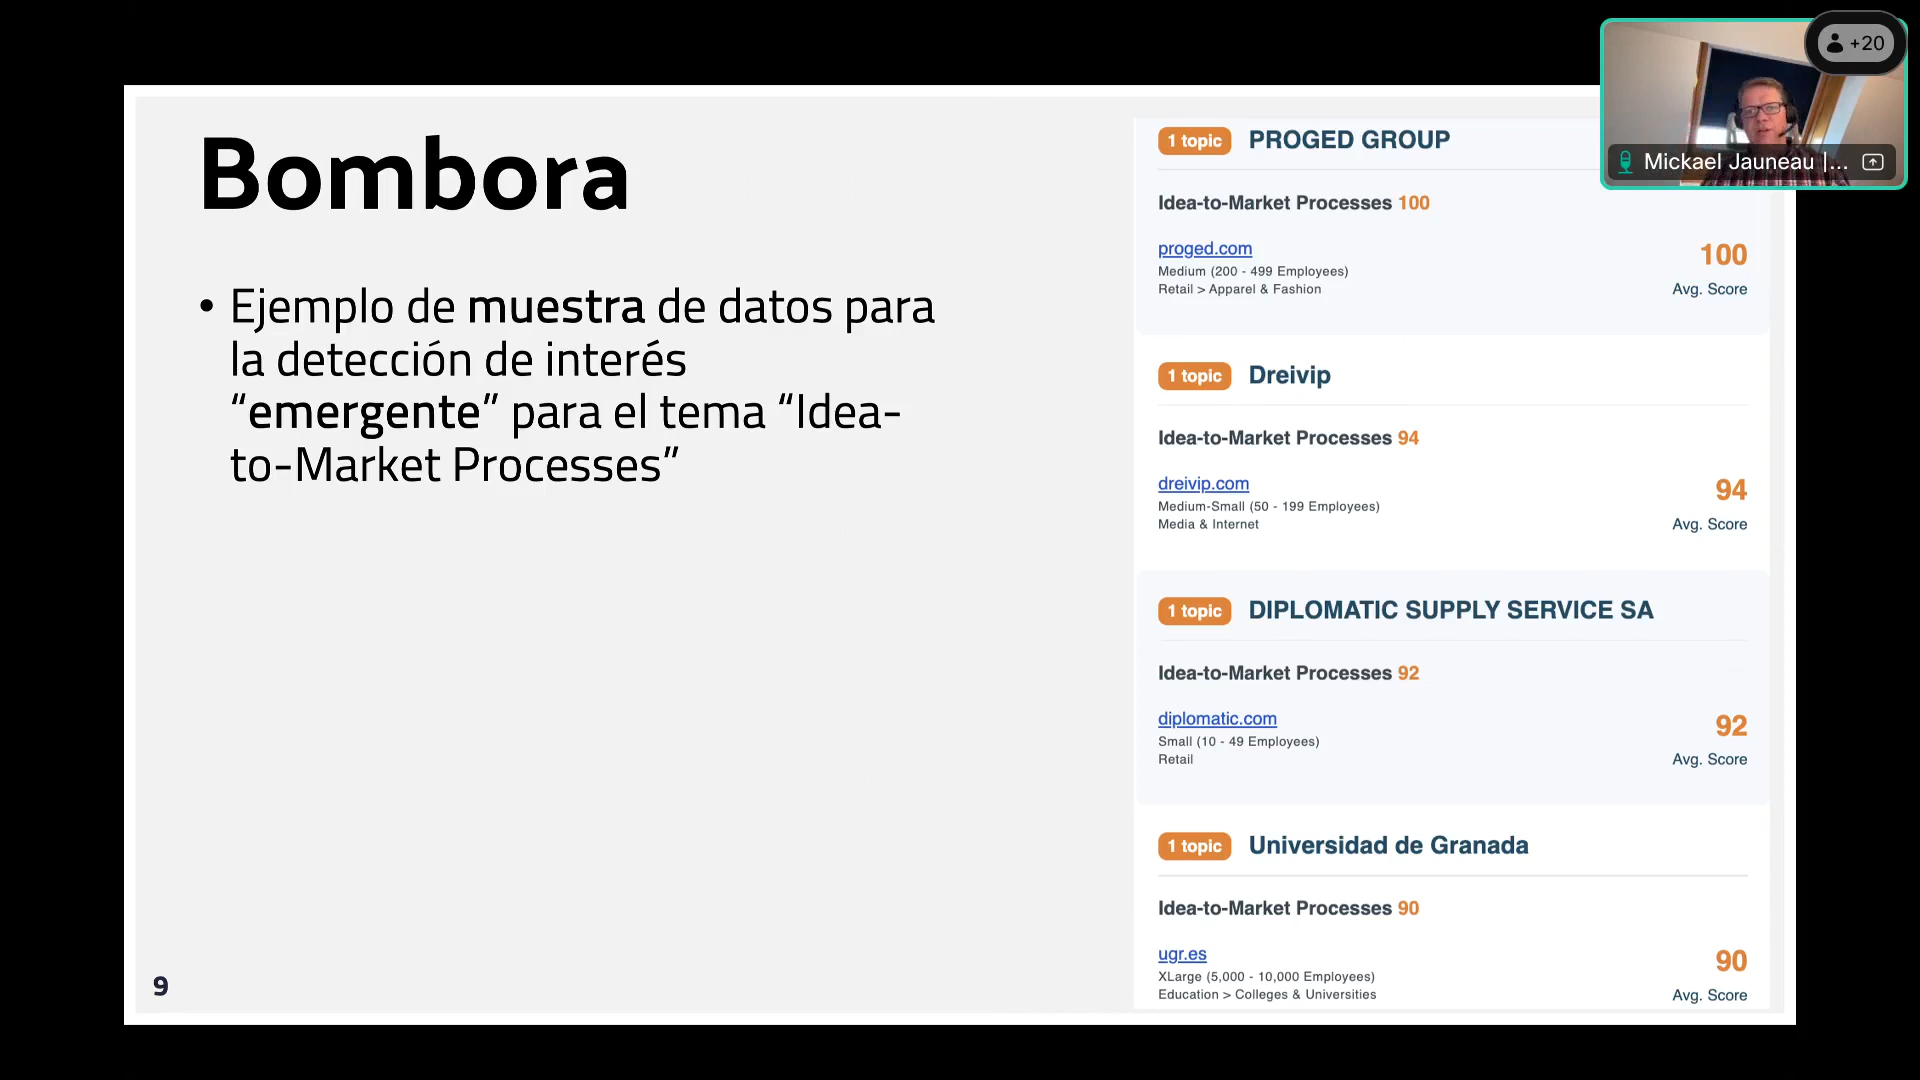 Bombora
• Ejemplo de muestra de datos para
la detección de interés
“emergente” para el tema “Idea-
to-Market Processes”
9
1 topic PROGED GROUP
Idea-to-Market Processes 100
proged.com
Medium (200 - 499 Employees)
Retail > Apparel & Fashion
100
Avg. Score
1 topic Dreivip
Idea-to-Market Processes 94
dreivip.com
Medium-Small (50 - 199 Employees)
Media & Internet
94
Avg. Score
1 topic DIPLOMATIC SUPPLY SERVICE SA
Idea-to-Market Processes 92
diplomatic.com
Small (10 - 49 Employees)
Retail
92
Avg. Score
1 topic Universidad de Granada
Idea-to-Market Processes 90
ugr.es
XLarge (5,000 - 10,000 Employees)
Education > Colleges & Universities
90
Avg. Score
+20
Mickael Jauneau |...